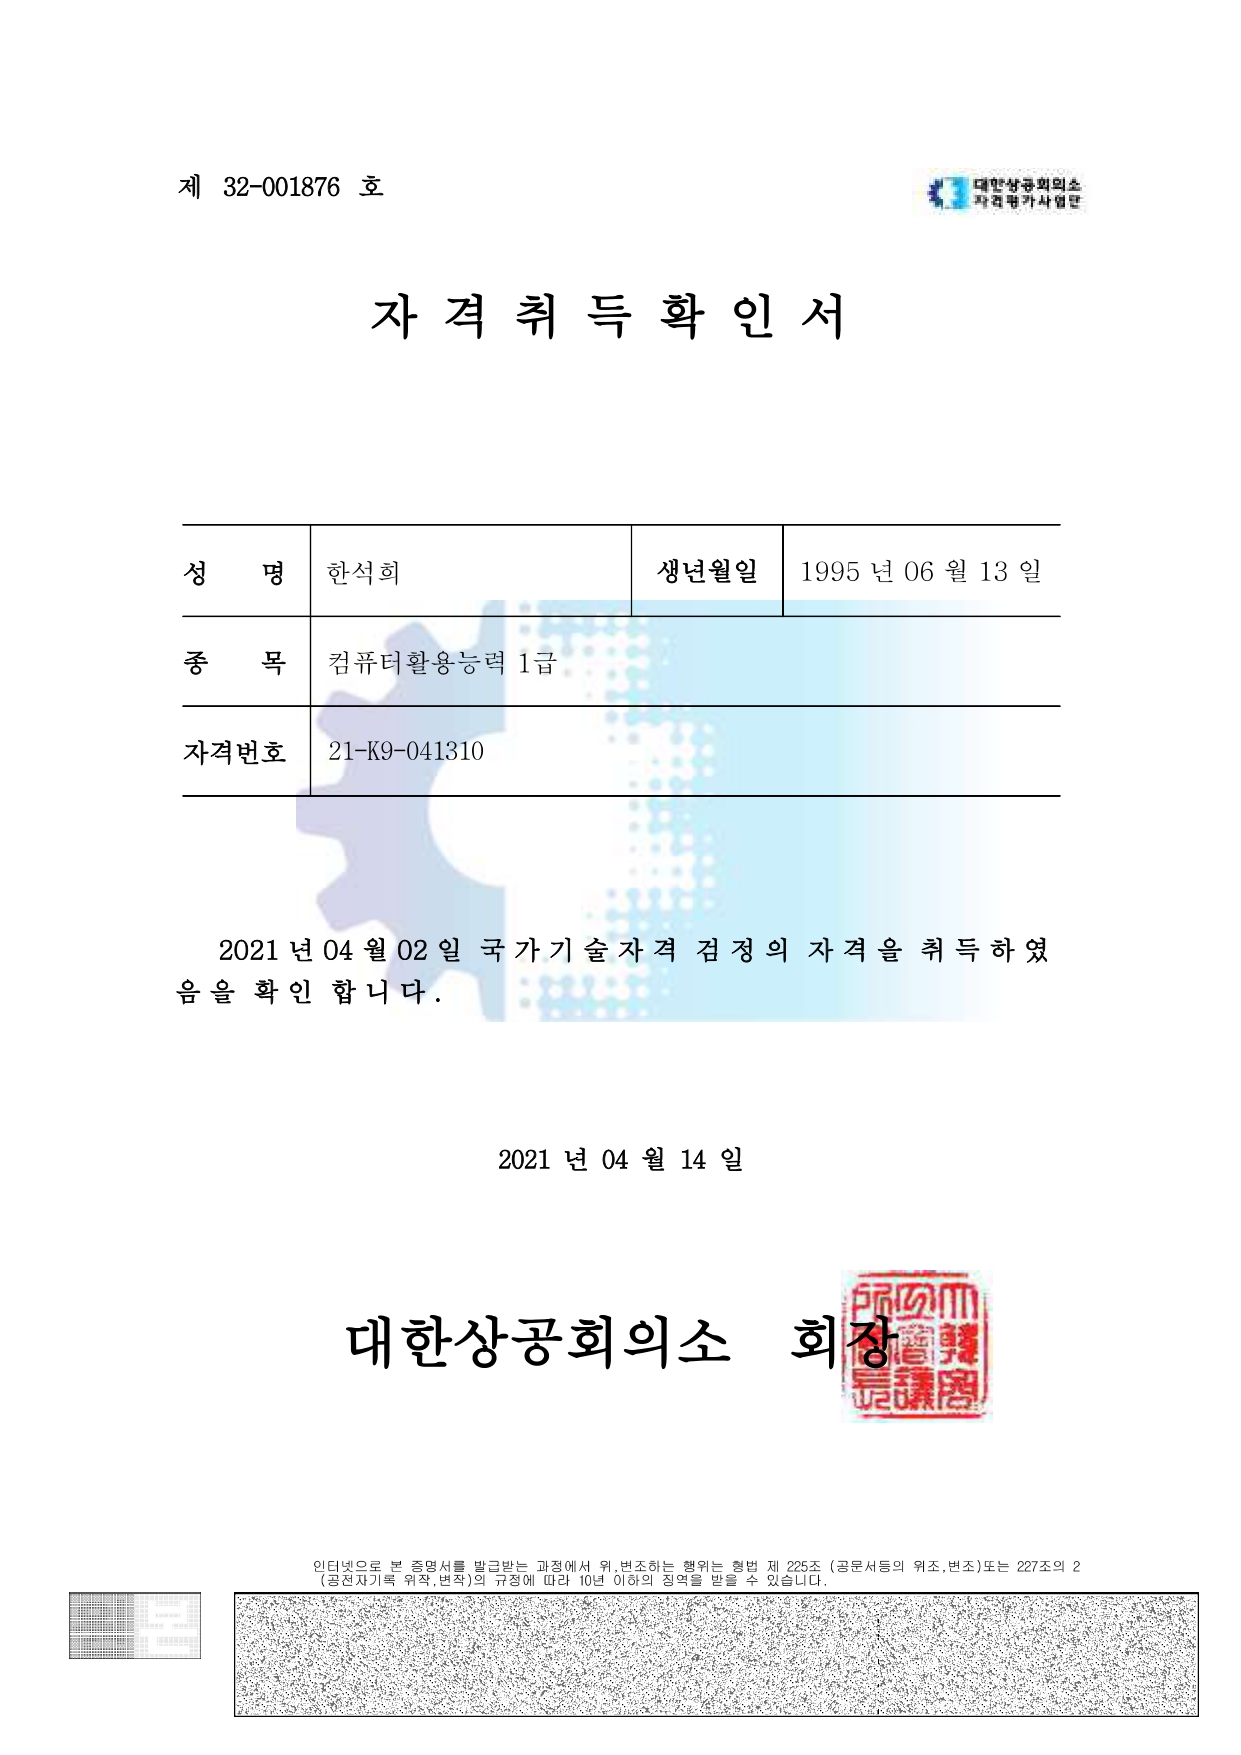 제 32-001876 호
대한상공회의소
자격평가사업단
자격취득확인서
성 명 한석희 생년월일 1995 년 06 월 13 일
종 목 컴퓨터활용능력 1급
자격번호 21-K9-041310
2021 년 04 월 02 일 국가기술자격 검정의 자격을 취득하였
음을 확인 합니다.
2021 년 04 월 14 일
대한상공회의소 회장
인터넷으로 본 증명서를 발급받는 과정에서 위,변조하는 행위는 형법 제 225조 (공문서등의 위조,변조)또는 227조의 2
(공전자기록 위작,변작)의 규정에 따라 10년 이하의 징역을 받을 수 있습니다.